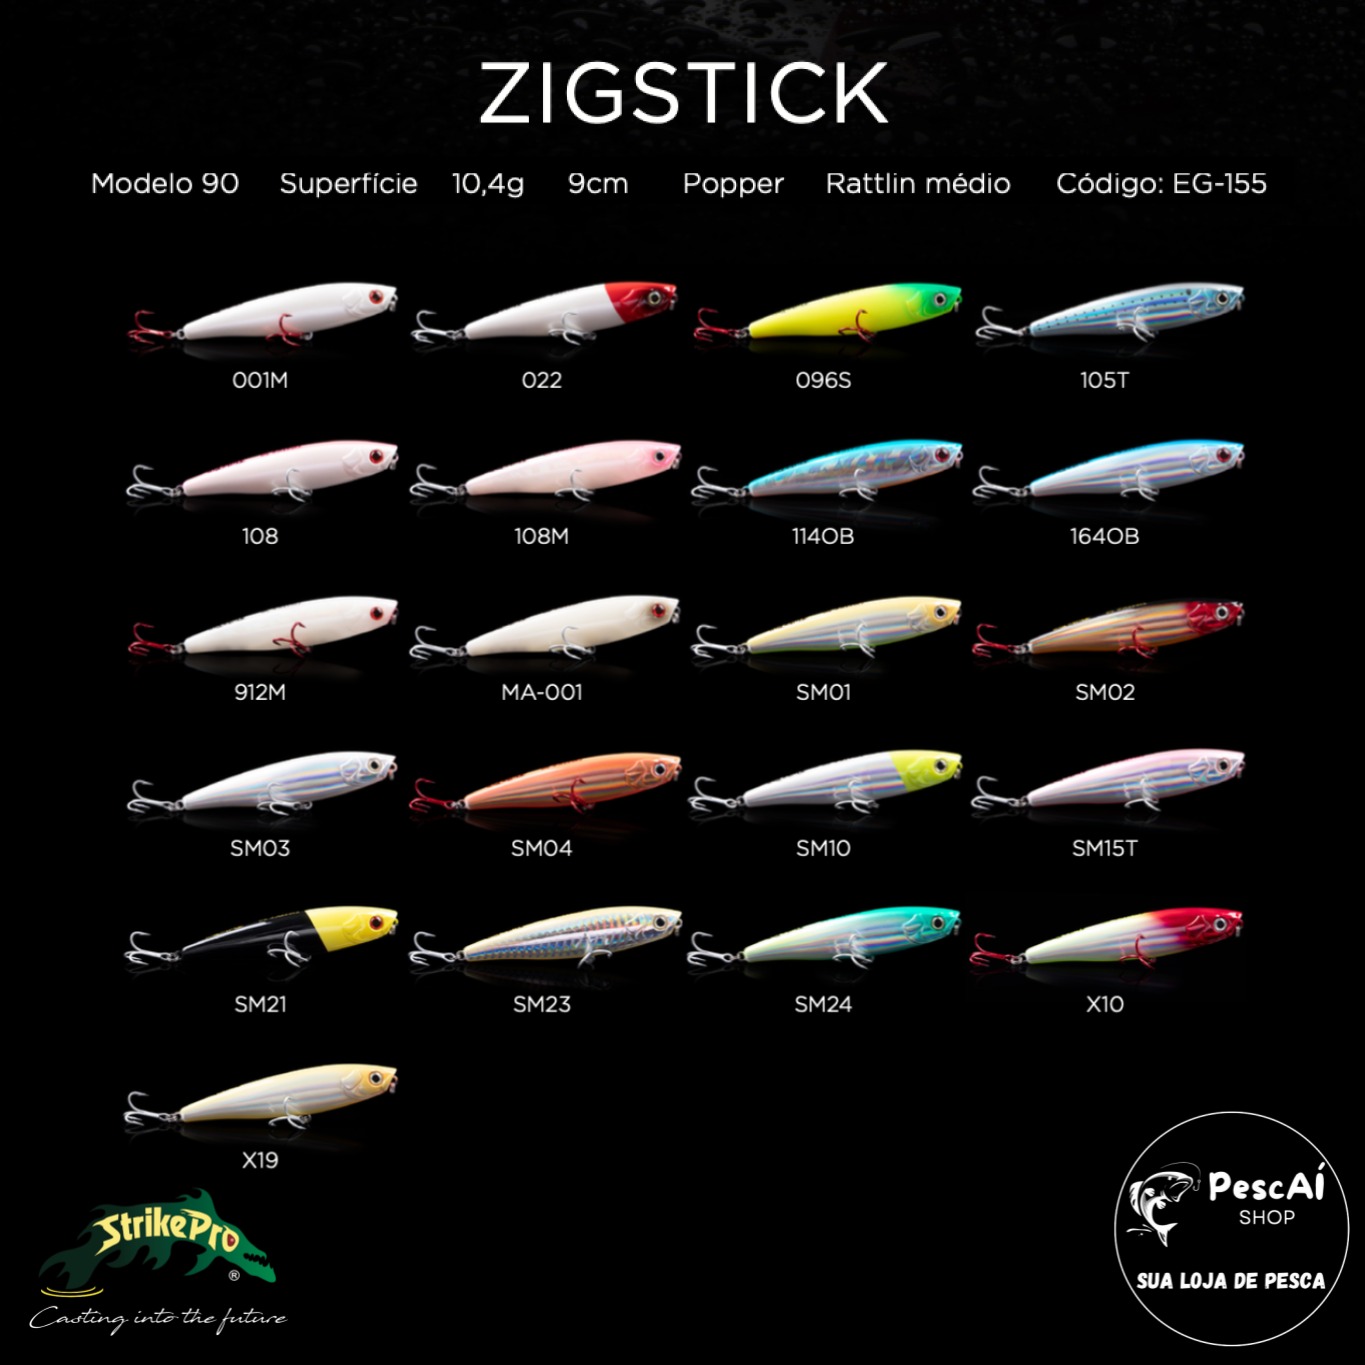 ZIGSTICK
Modelo 90 Superfície 10,4g 9cm Popper Rattlin médio Código: EG-155
001M 022 096S 105T
108 108M 114OB 164OB
912M MA-001 SM01 SM02
SM03 SM04 SM10 SM15T
SM21 SM23 SM24 X10
X19
StrikePro
®
Casting into the future
PescAÍ
SHOP
SUA LOJA DE PESCA